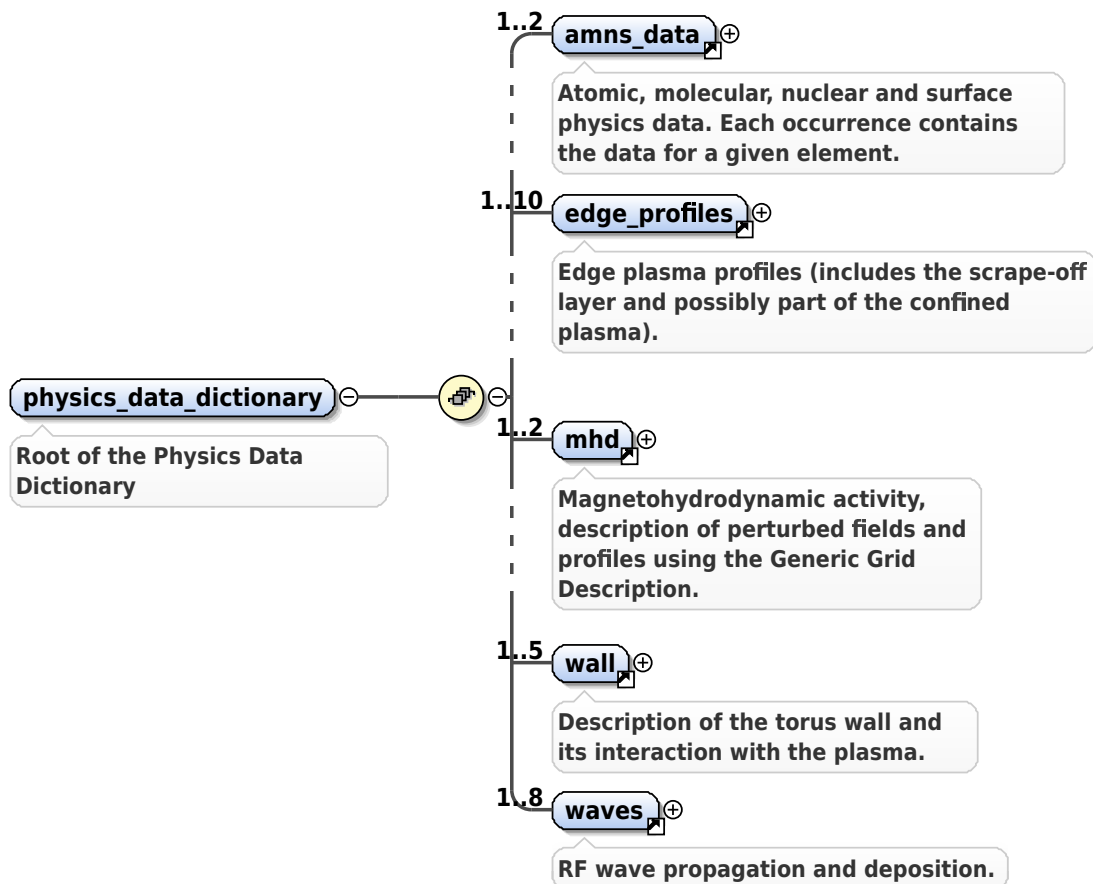 1..2
amns_data
Atomic, molecular, nuclear and surface
physics data. Each occurrence contains
the data for a given element.
1..10
edge_profiles
Edge plasma profiles (includes the scrape-off
layer and possibly part of the confined
plasma).
physics_data_dictionary
Root of the Physics Data
Dictionary
1..2
mhd
Magnetohydrodynamic activity,
description of perturbed fields and
profiles using the Generic Grid
Description.
1..5
wall
Description of the torus wall and
its interaction with the plasma.
1..8
waves
RF wave propagation and deposition.